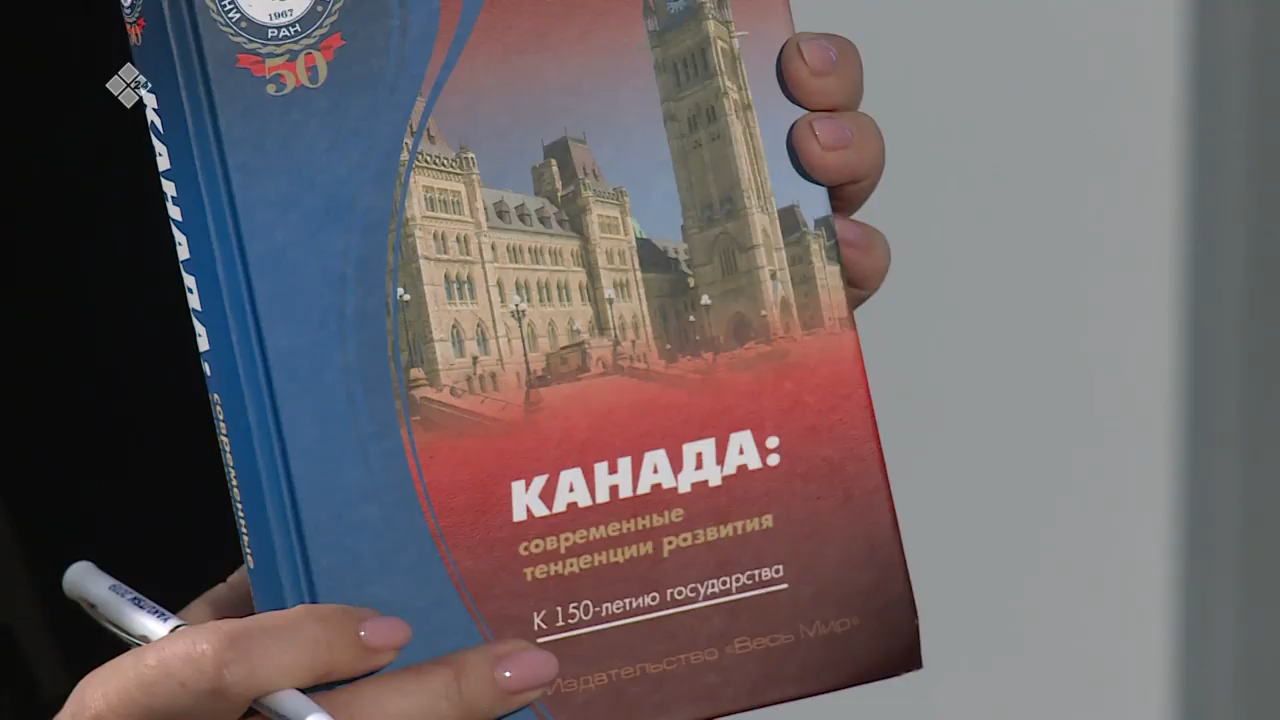 1967
РАН
50
КАНАДА:
современные
КАНАДА:
современные
тенденции развития
К 150-летию государства
Издательство «Весь Мир»